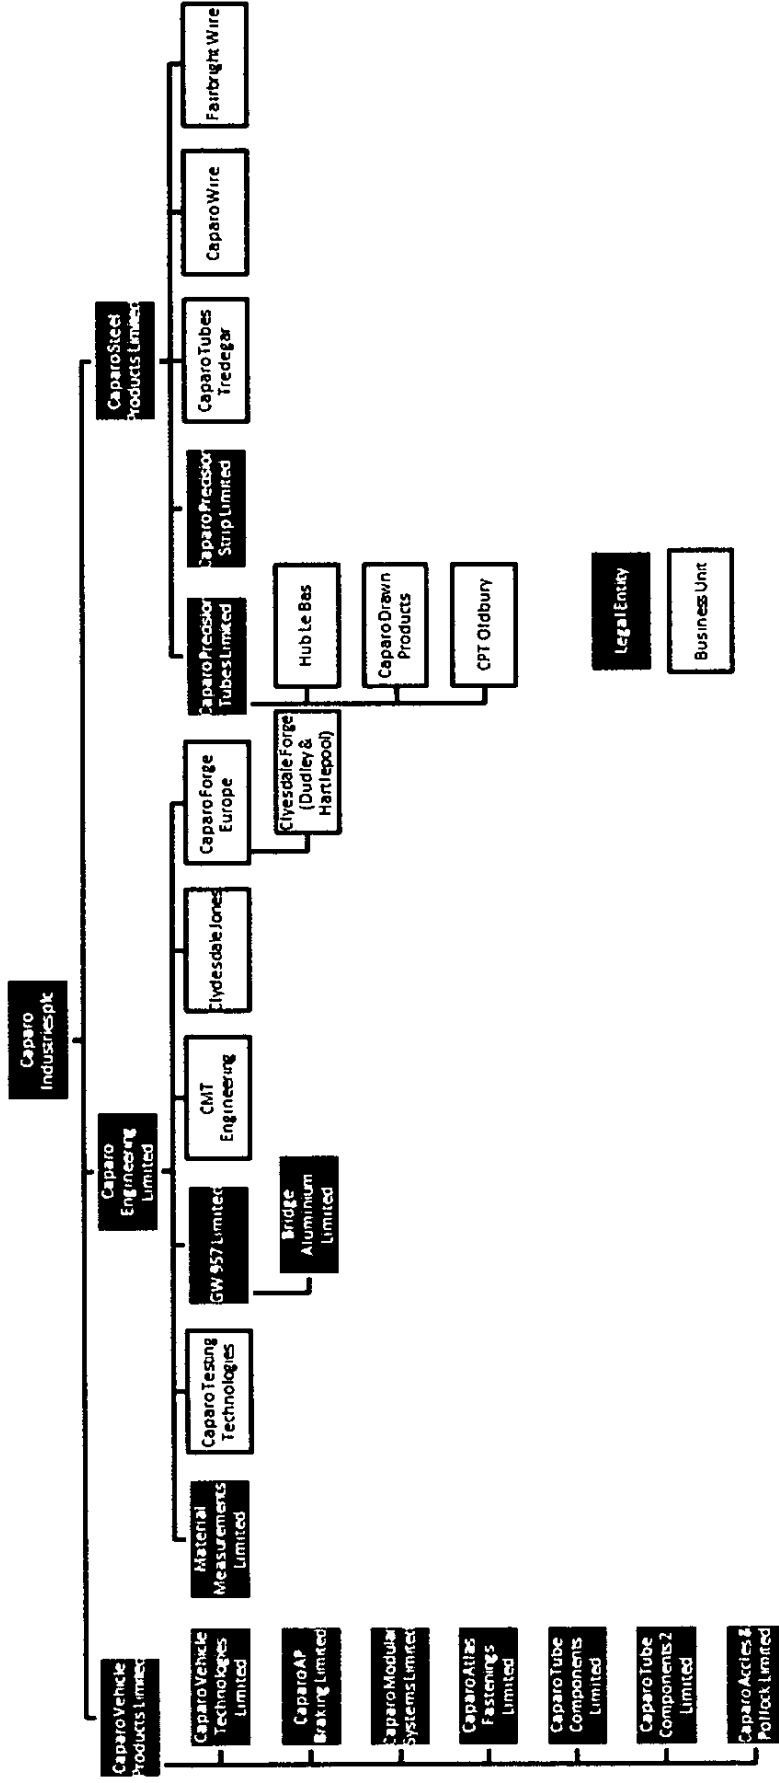 Caparo
Industries plc
Caparo Vehicle
Products Limited
Caparo
Engineering
Limited
Caparo Steel
Products Limited
Caparo Vehicle
Technologies
Limited
Caparo AP
Braking Limited
Caparo Modular
Systems Limited
Caparo Atlas
Fastenings
Limited
Caparo Tube
Components
Limited
Caparo Tube
Components 2
Limited
Caparo Accles &
Pollock Limited
Material
Measurements
Limited
Caparo Testing
Technologies
GW 957 Limited
Bridge
Aluminium
Limited
CMT
Engineering
Clydesdale Jones
Caparo Forge
Europe
Clyesdale Forge
(Dudley &
Hartlepool)
Caparo Precision
Tubes Limited
Hub Le Bas
Caparo Drawn
Products
CPT Oldbury
Caparo Precision
Strip Limited
Caparo Tubes
Tredegar
Caparo Wire
Fairbright Wire
Legal Entity
Business Unit